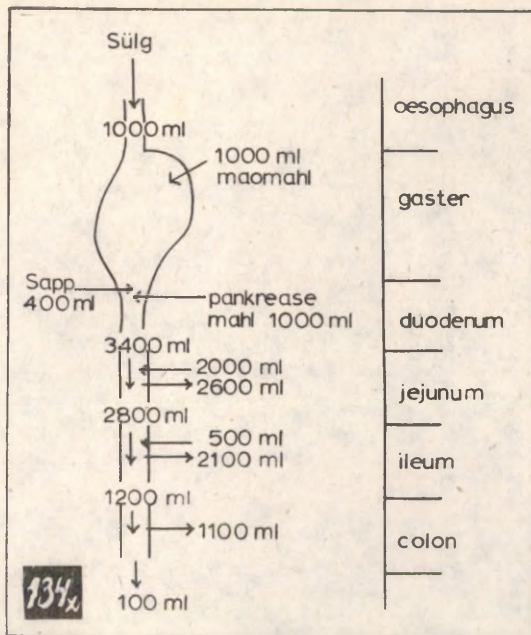 Sülg
1000 ml
1000 ml
maomahl
Sapp
400 ml
pankrease
mahl 1000 ml
3400 ml
2000 ml
2600 ml
2800 ml
500 ml
2100 ml
1200 ml
1100 ml
100 ml
oesophagus
gaster
duodenum
jejunum
ileum
colon
134x